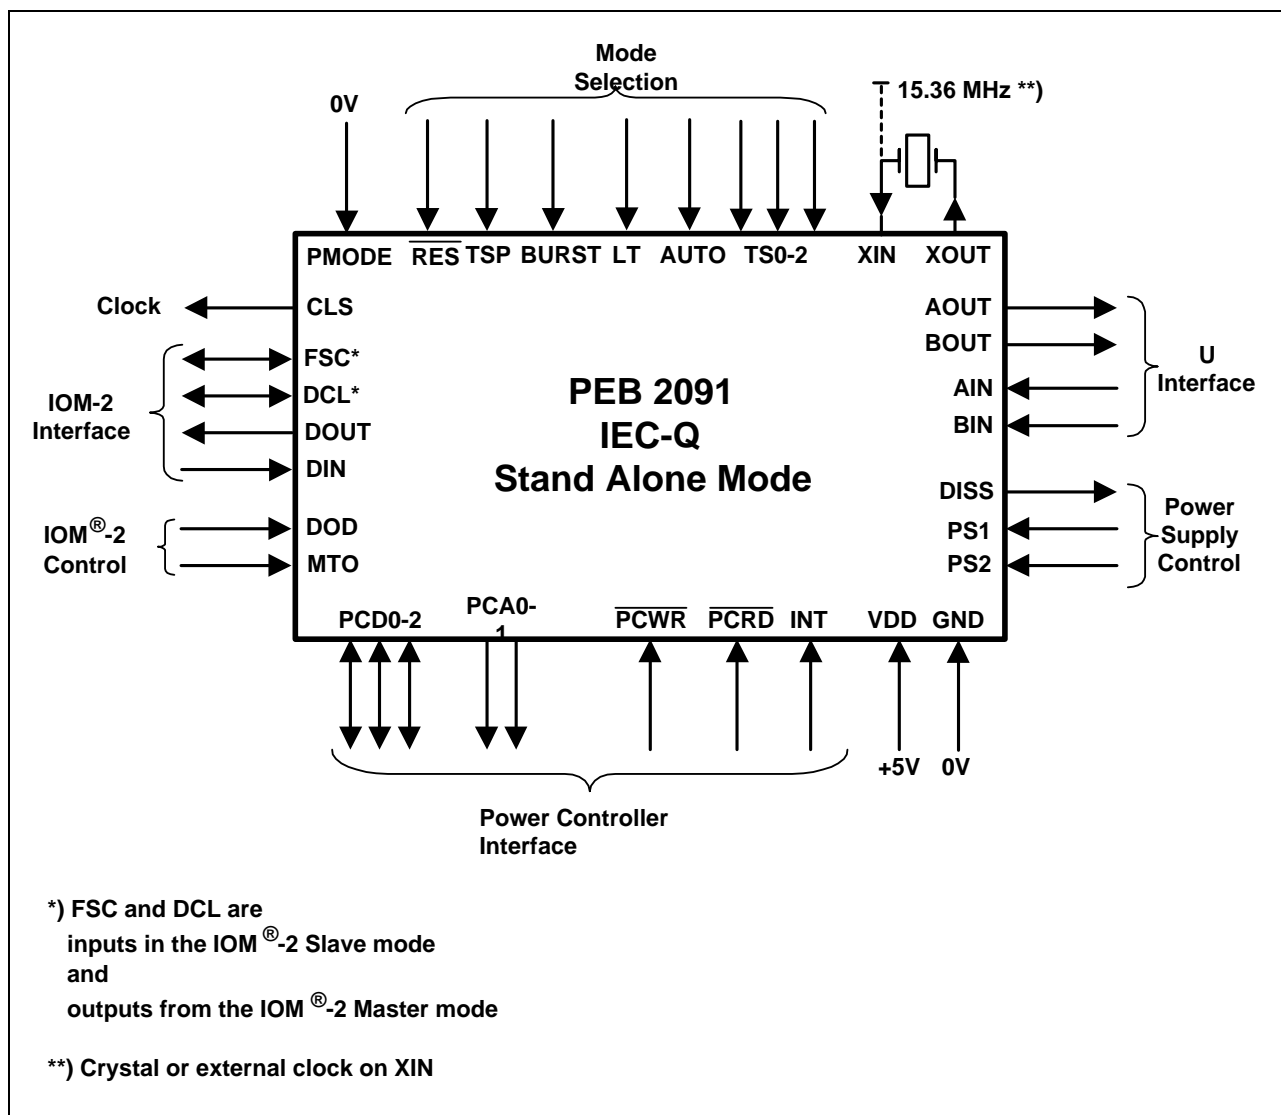 Mode
Selection
0V
15.36 MHz **)
PMODE RES TSP BURST LT AUTO TS0-2 XIN XOUT
Clock
CLS
FSC*
DCL*
DOUT
DIN
IOM-2
Interface
DOD
MTO
IOM®-2
Control
PEB 2091
IEC-Q
Stand Alone Mode
AOUT
BOUT
AIN
BIN
U
Interface
DISS
PS1
PS2
Power
Supply
Control
PCD0-2
PCA0-
1
PCWR PCRD INT VDD GND
+5V 0V
Power Controller
Interface
*) FSC and DCL are
inputs in the IOM ®-2 Slave mode
and
outputs from the IOM ®-2 Master mode
**) Crystal or external clock on XIN